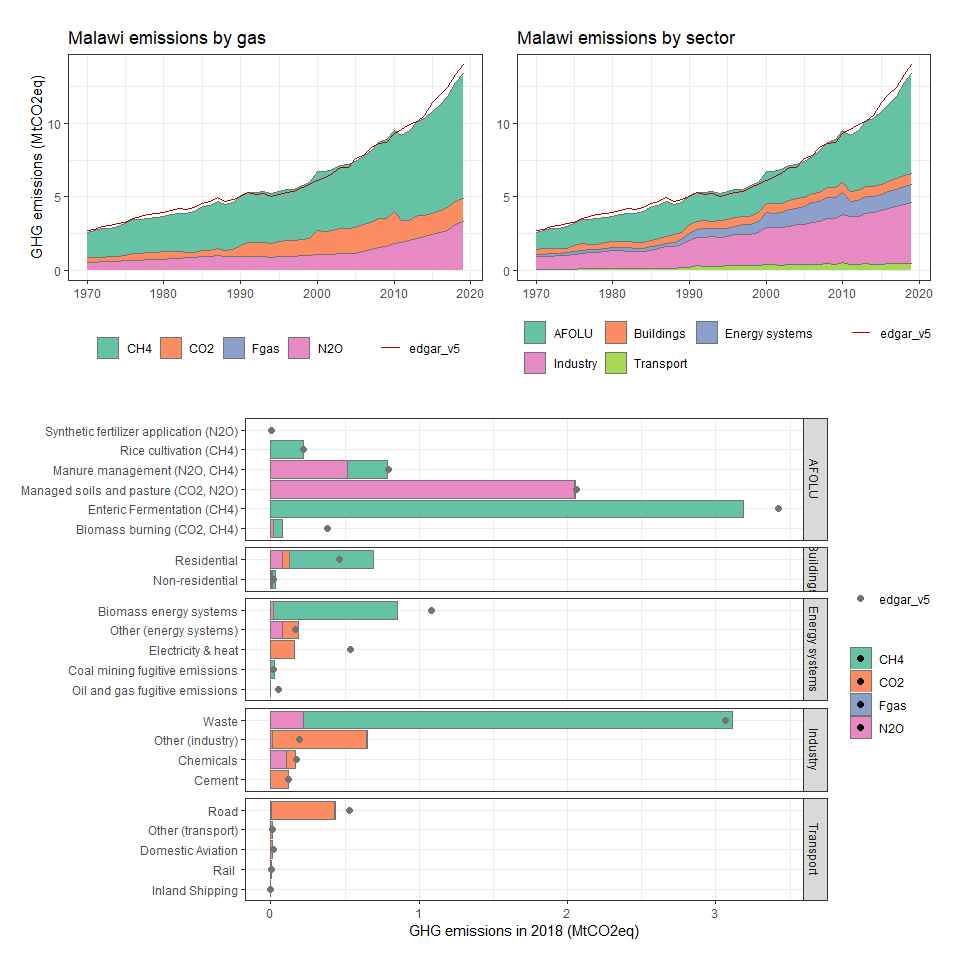 Malawi emissions by gas
GHG emissions (MtCO2eq)
10
5
0
1970
1980
1990
2000
2010
2020
CH4
CO2
Fgas
N2O
edgar_v5
Malawi emissions by sector
10
5
0
1970
1980
1990
2000
2010
2020
AFOLU
Buildings
Energy systems
edgar_v5
Industry
Transport
Synthetic fertilizer application (N2O)
Rice cultivation (CH4)
Manure management (N2O, CH4)
Managed soils and pasture (CO2, N2O)
Enteric Fermentation (CH4)
Biomass burning (CO2, CH4)
AFOLU
Residential
Non-residential
Buildings
Biomass energy systems
Other (energy systems)
Electricity & heat
Coal mining fugitive emissions
Oil and gas fugitive emissions
Energy systems
Waste
Other (industry)
Chemicals
Cement
Industry
Road
Other (transport)
Domestic Aviation
Rail
Inland Shipping
Transport
0
1
2
3
GHG emissions in 2018 (MtCO2eq)
edgar_v5
CH4
CO2
Fgas
N2O